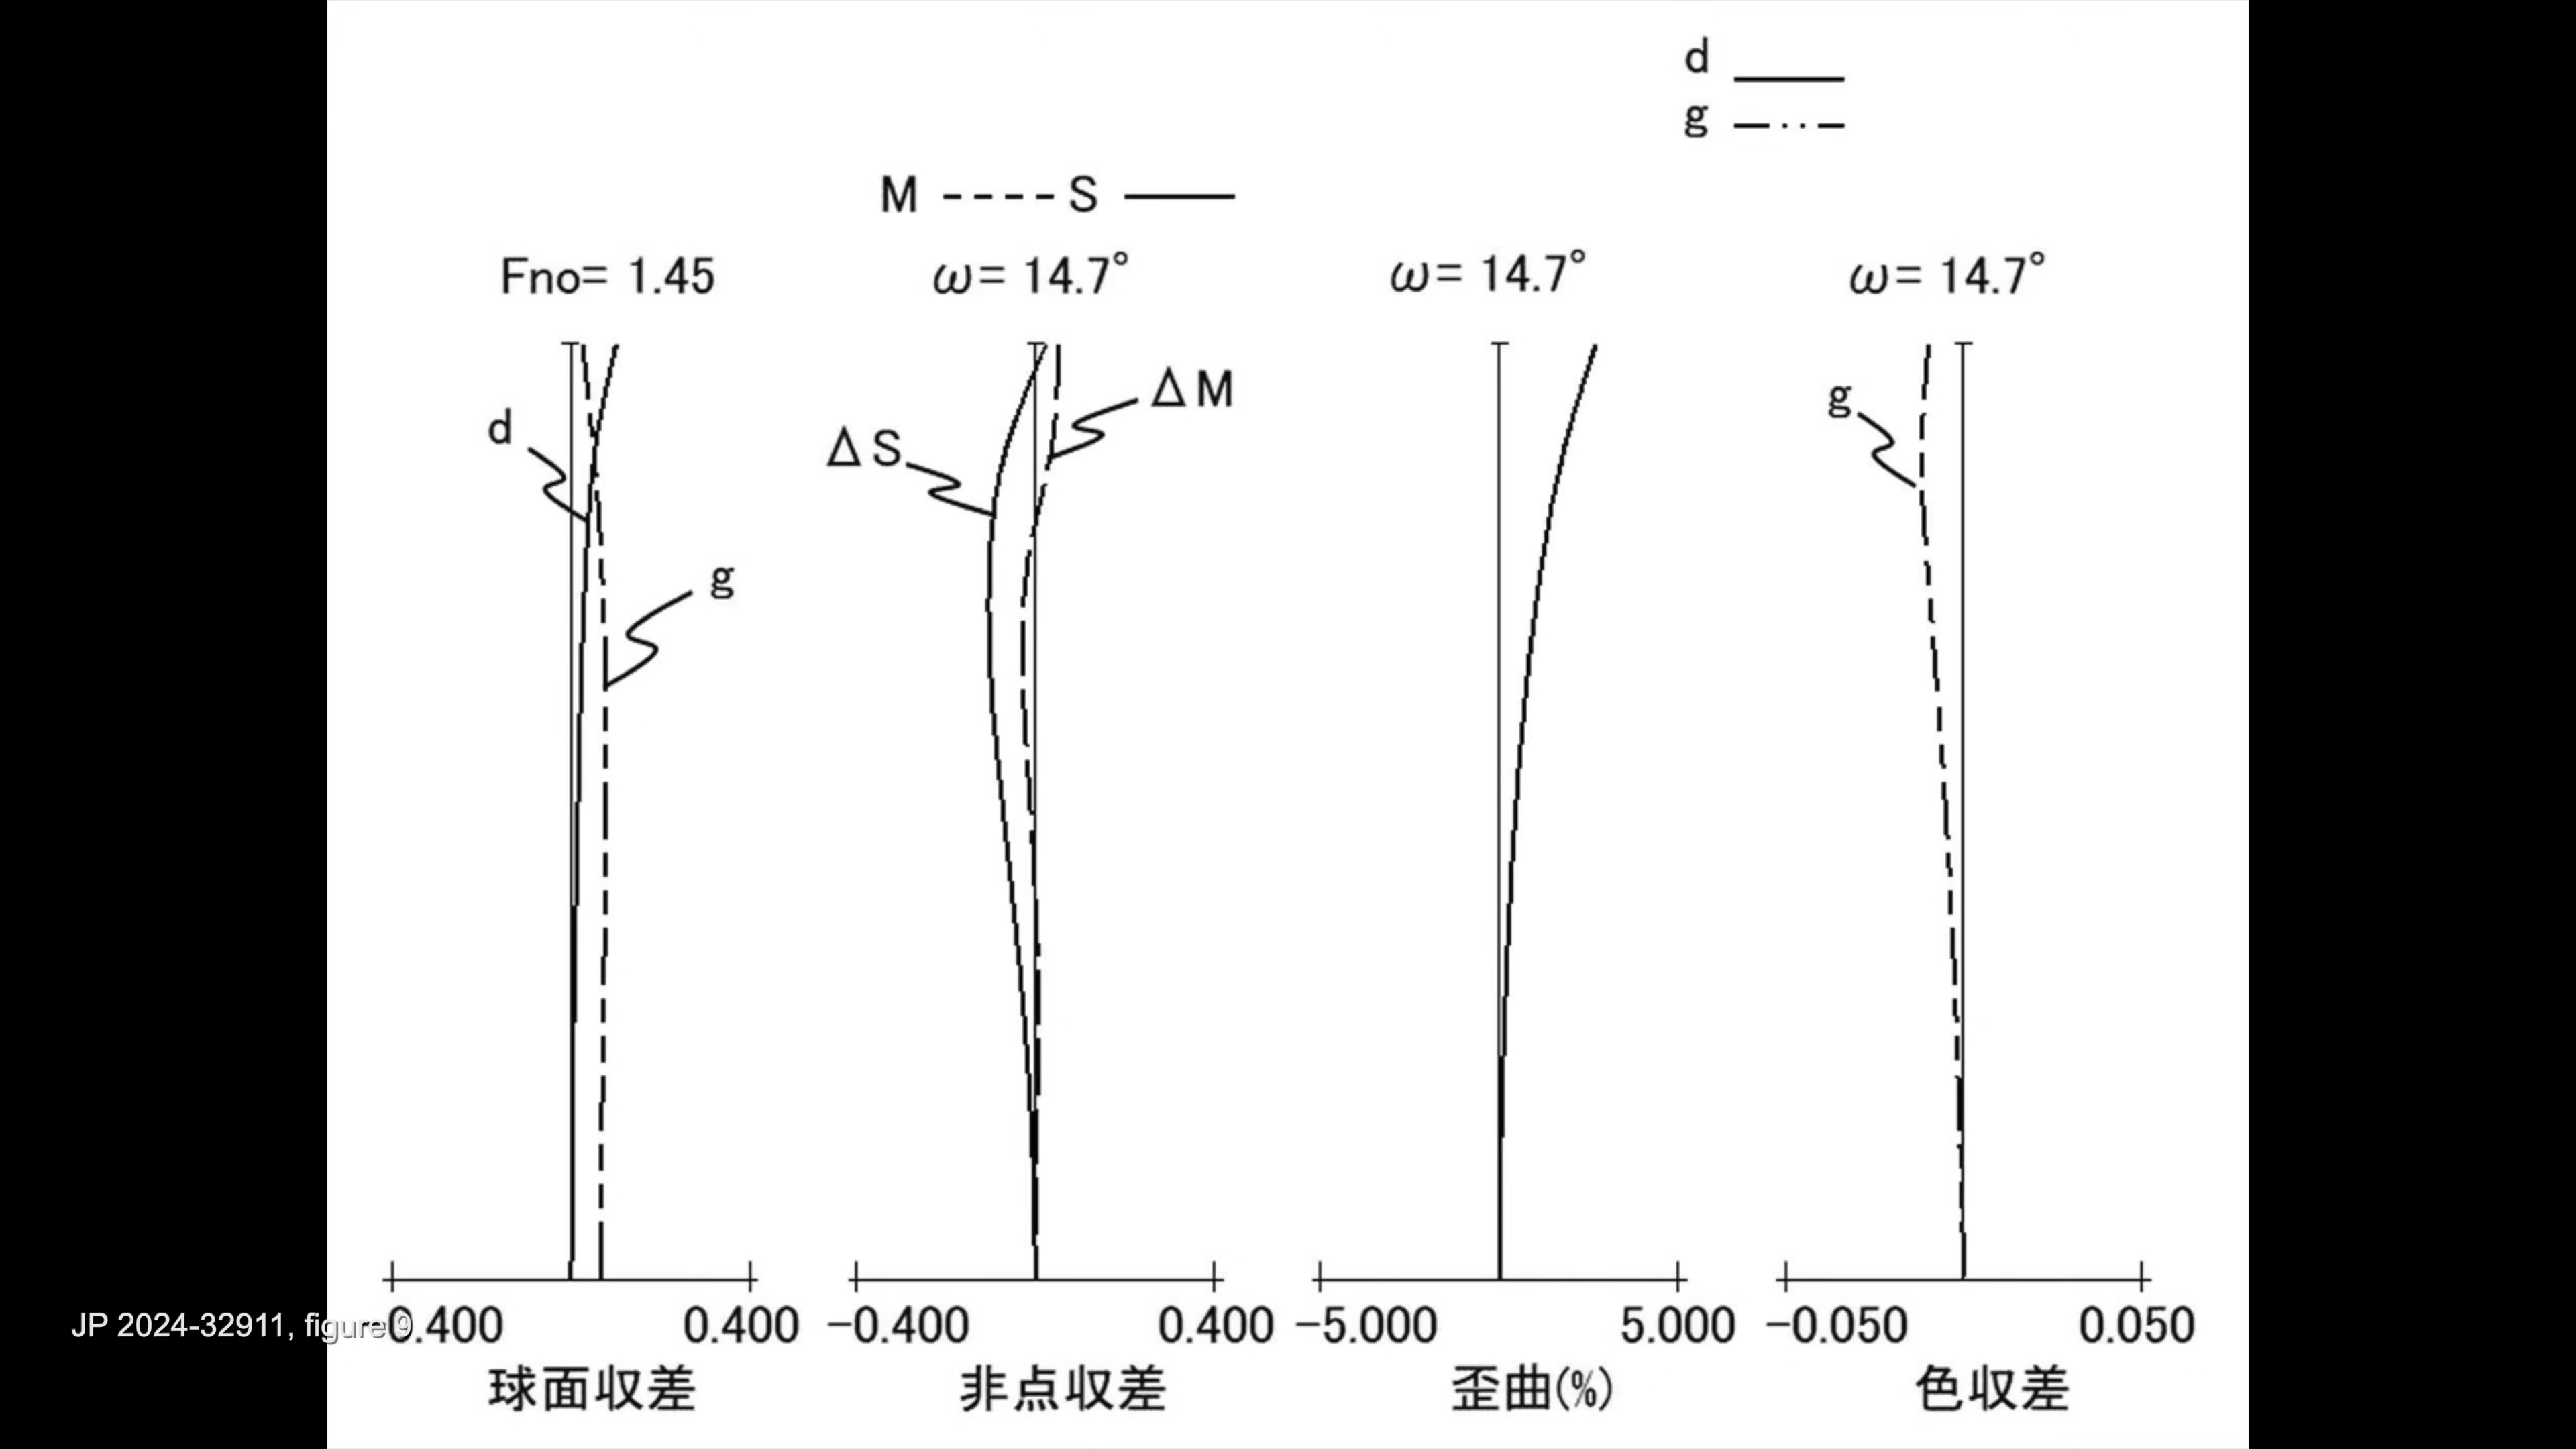 d
g
M S
Fno= 1.45
ω= 14.7°
ω= 14.7°
ω= 14.7°
d
g
ΔS
ΔM
g
-0.400 0.400
-0.400 0.400
-5.000 5.000
-0.050 0.050
球面収差
非点収差
歪曲(%)
色収差
JP 2024-32911, figure 9